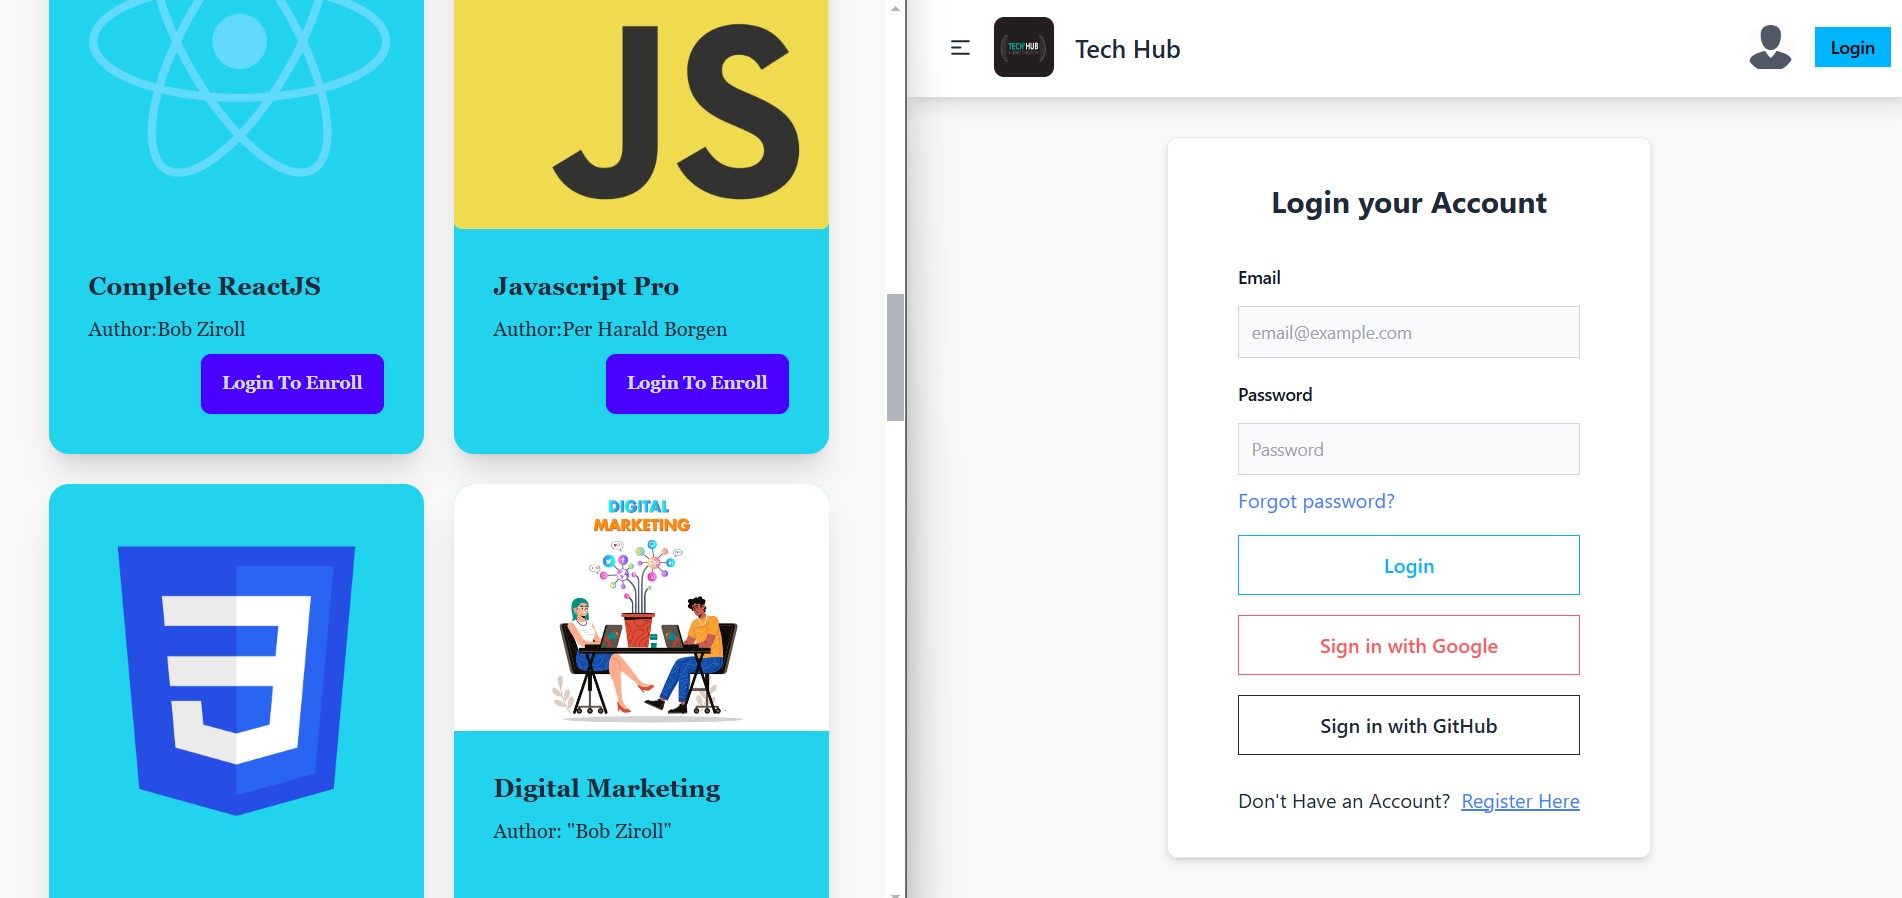 JS
Complete ReactJS
Author:Bob Ziroll
Login To Enroll
Javascript Pro
Author:Per Harald Borgen
Login To Enroll
DIGITAL
MARKETING
Digital Marketing
Author: "Bob Ziroll"
TECH HUB
Tech Hub
Login
Login your Account
Email
email@example.com
Password
Password
Forgot password?
Login
Sign in with Google
Sign in with GitHub
Don't Have an Account? Register Here